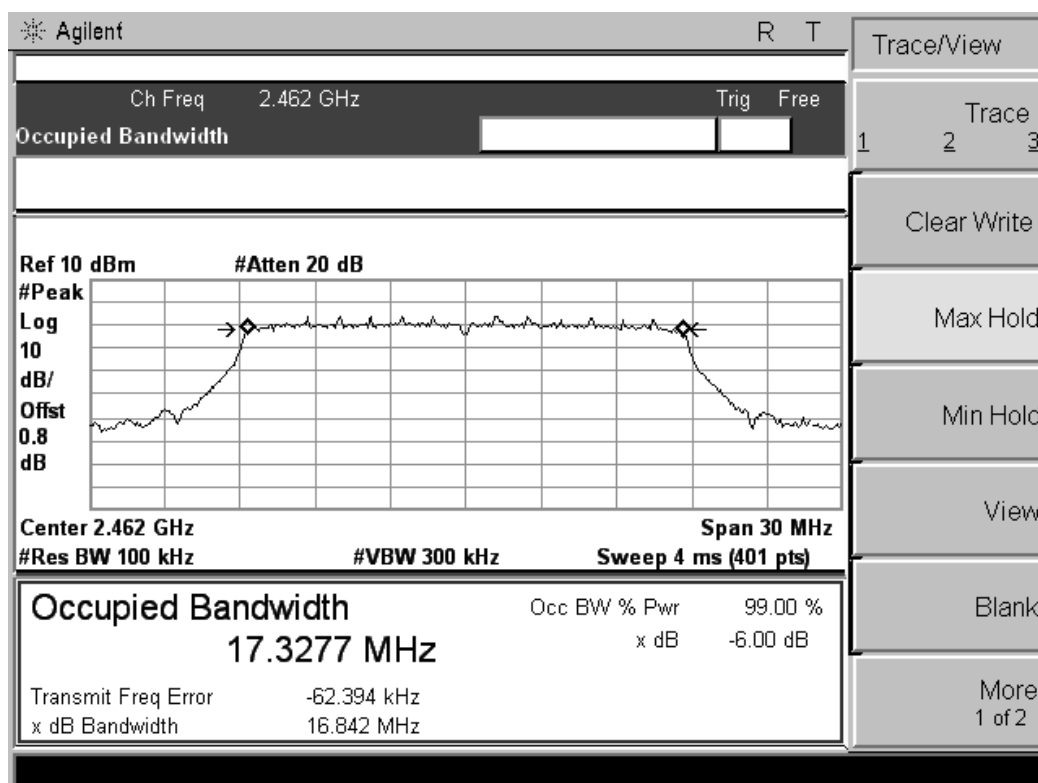 Agilent R T
Trace/View
Ch Freq 2.462 GHz Trig Free
Occupied Bandwidth
Trace
1 2 3
Clear Write
Ref 10 dBm #Atten 20 dB
#Peak
Log
10
dB/
Offst
0.8
dB
Max Hold
Min Hold
Center 2.462 GHz Span 30 MHz
#Res BW 100 kHz #VBW 300 kHz Sweep 4 ms (401 pts)
View
Occupied Bandwidth
17.3277 MHz
Occ BW % Pwr 99.00 %
x dB -6.00 dB
Transmit Freq Error -62.394 kHz
x dB Bandwidth 16.842 MHz
Blank
More
1 of 2